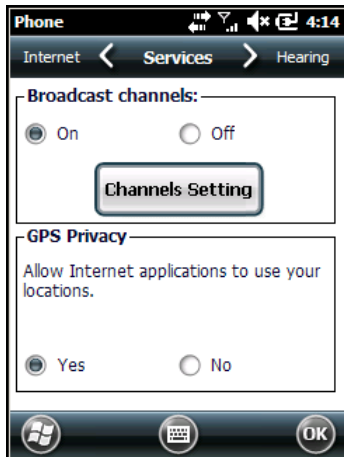 Phone 4:14
Internet Services Hearing
Broadcast channels:
On Off
Channels Setting
GPS Privacy
Allow Internet applications to use your
locations.
Yes No
OK